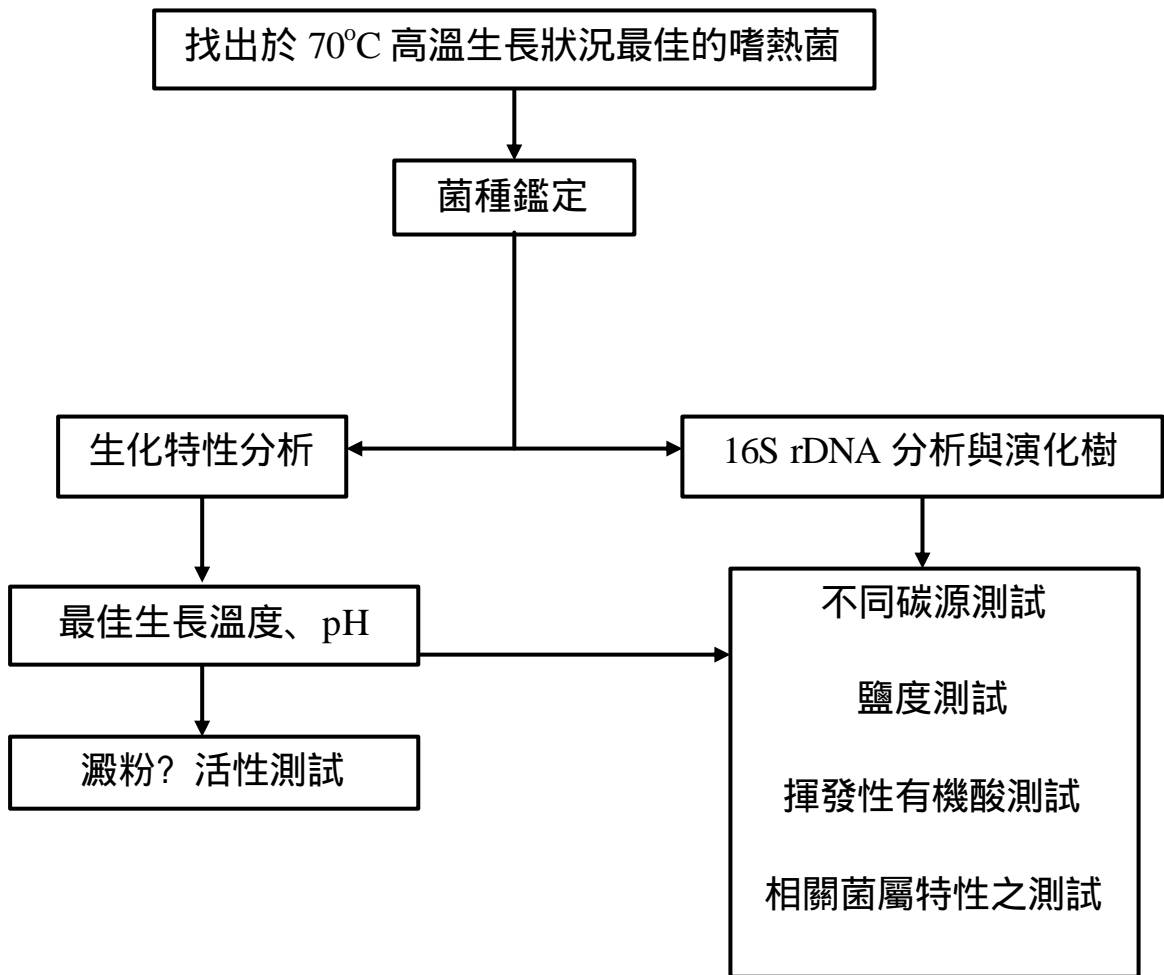 找出於 70°C 高溫生長狀況最佳的嗜熱菌
菌種鑑定
生化特性分析
16S rDNA 分析與演化樹
最佳生長溫度、pH
澱粉? 活性測試
不同碳源測試
鹽度測試
揮發性有機酸測試
相關菌屬特性之測試